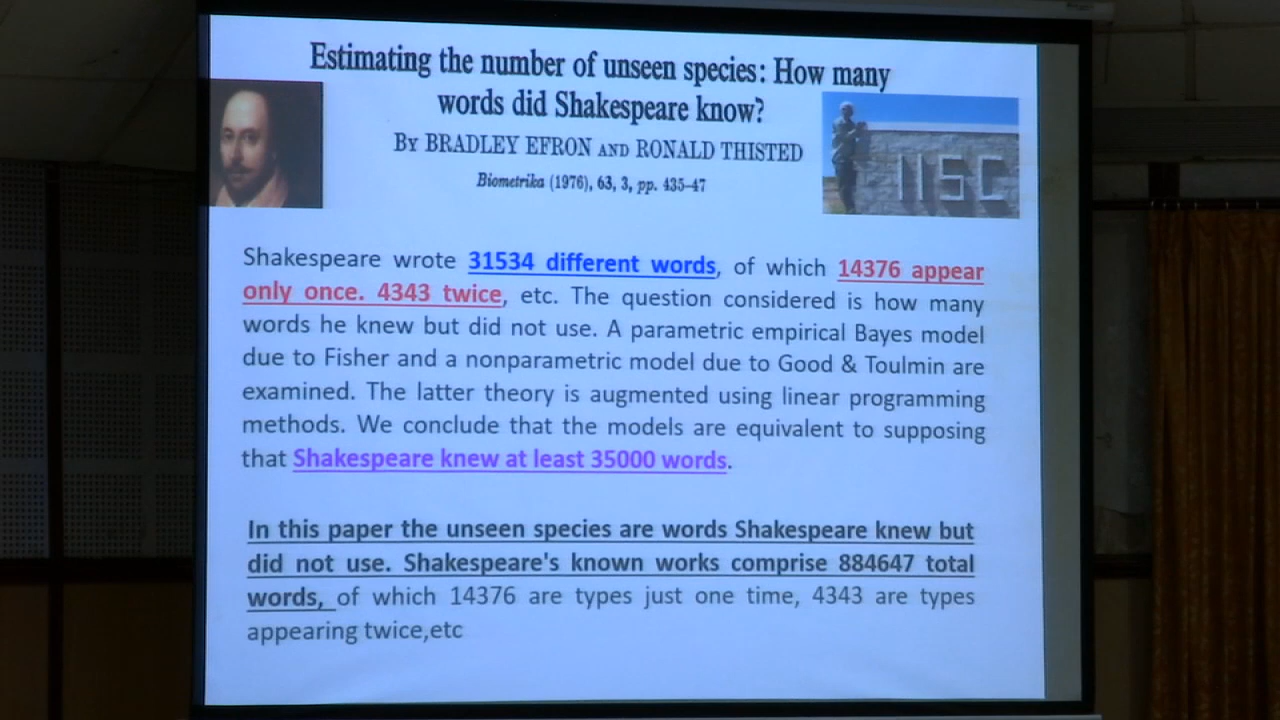 Estimating the number of unseen species: How many
words did Shakespeare know?
By BRADLEY EFRON AND RONALD THISTED
Biometrika (1976), 63, 3, pp. 435-47
IISC
Shakespeare wrote 31534 different words, of which 14376 appear
only once. 4343 twice, etc. The question considered is how many
words he knew but did not use. A parametric empirical Bayes model
due to Fisher and a nonparametric model due to Good & Toulmin are
examined. The latter theory is augmented using linear programming
methods. We conclude that the models are equivalent to supposing
that Shakespeare knew at least 35000 words.
In this paper the unseen species are words Shakespeare knew but
did not use. Shakespeare's known works comprise 884647 total
words, of which 14376 are types just one time, 4343 are types
appearing twice,etc